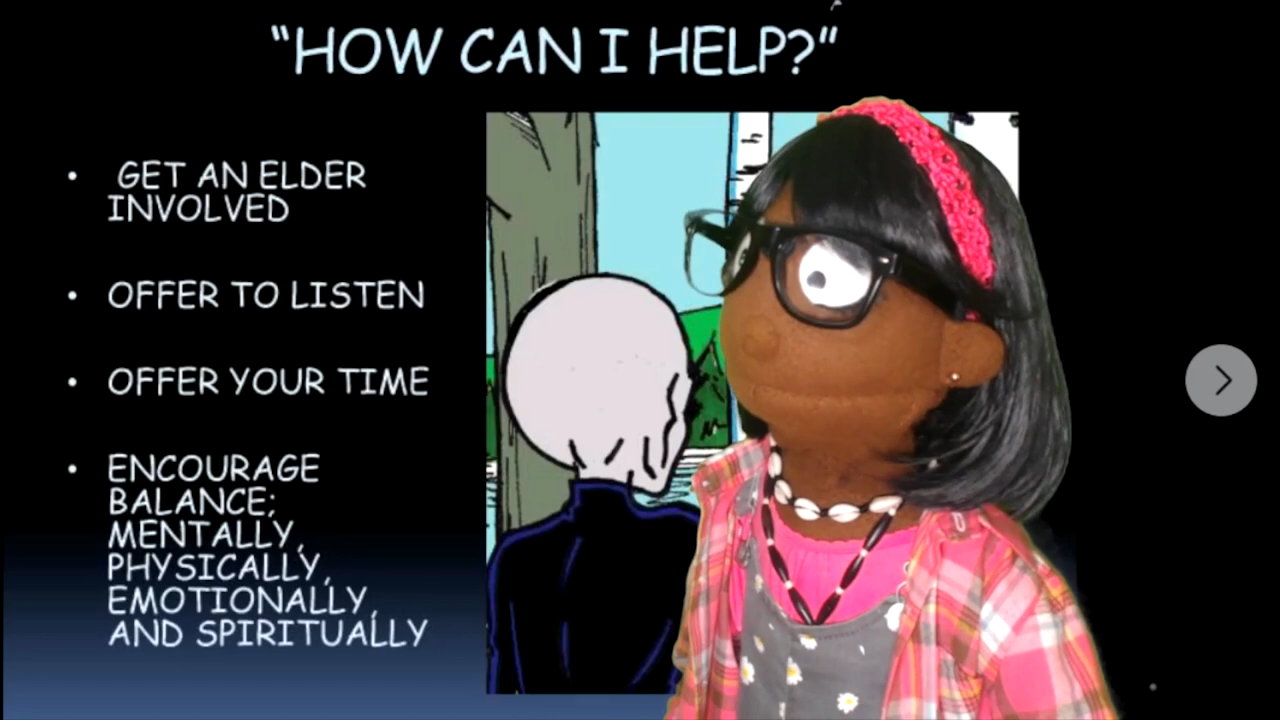 "HOW CAN I HELP?"
• GET AN ELDER
INVOLVED
• OFFER TO LISTEN
• OFFER YOUR TIME
• ENCOURAGE
BALANCE;
MENTALLY,
PHYSICALLY,
EMOTIONALLY,
AND SPIRITUALLY